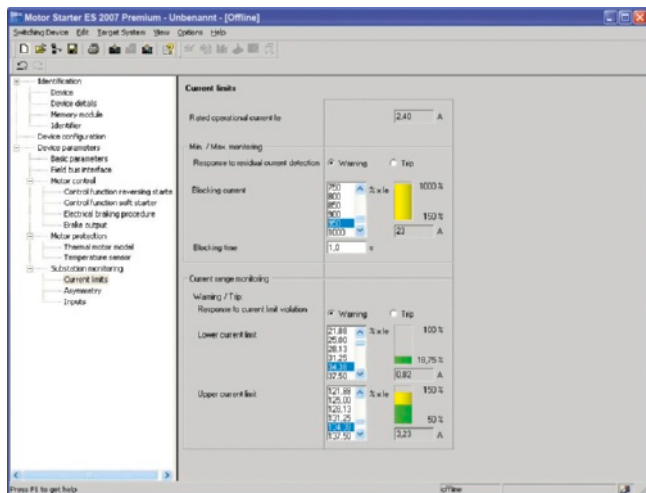 Motor Starter ES 2007 Premium - Unbenannt - [Offline]
Switching Device Edit Target System View Options Help
Identification
Device
Device details
Memory module
Identifier
Device configuration
Device parameters
Basic parameters
Field bus interface
Motor control
Control function reversing starte
Control function soft starter
Electrical braking procedure
Brake output
Motor protection
Thermal motor model
Temperature sensor
Substation monitoring
Current limits
Asymmetry
Inputs
Current limits
Rated operational current Ie 2,40 A
Min. / Max. monitoring
Response to residual current detection Warning Trip
Blocking current
750
800
850
900
950
1000
% x Ie
1000 %
150 %
23 A
Blocking time 1,0 s
Current range monitoring
Warning / Trip:
Response to current limit violation Warning Trip
Lower current limit
21,88
25,00
28,13
31,25
34,38
37,50
% x Ie
100 %
18,75 %
0,82 A
Upper current limit
121,88
125,00
128,13
131,25
134,38
137,50
% x Ie
150 %
50 %
3,23 A
Press F1 to get help
offline